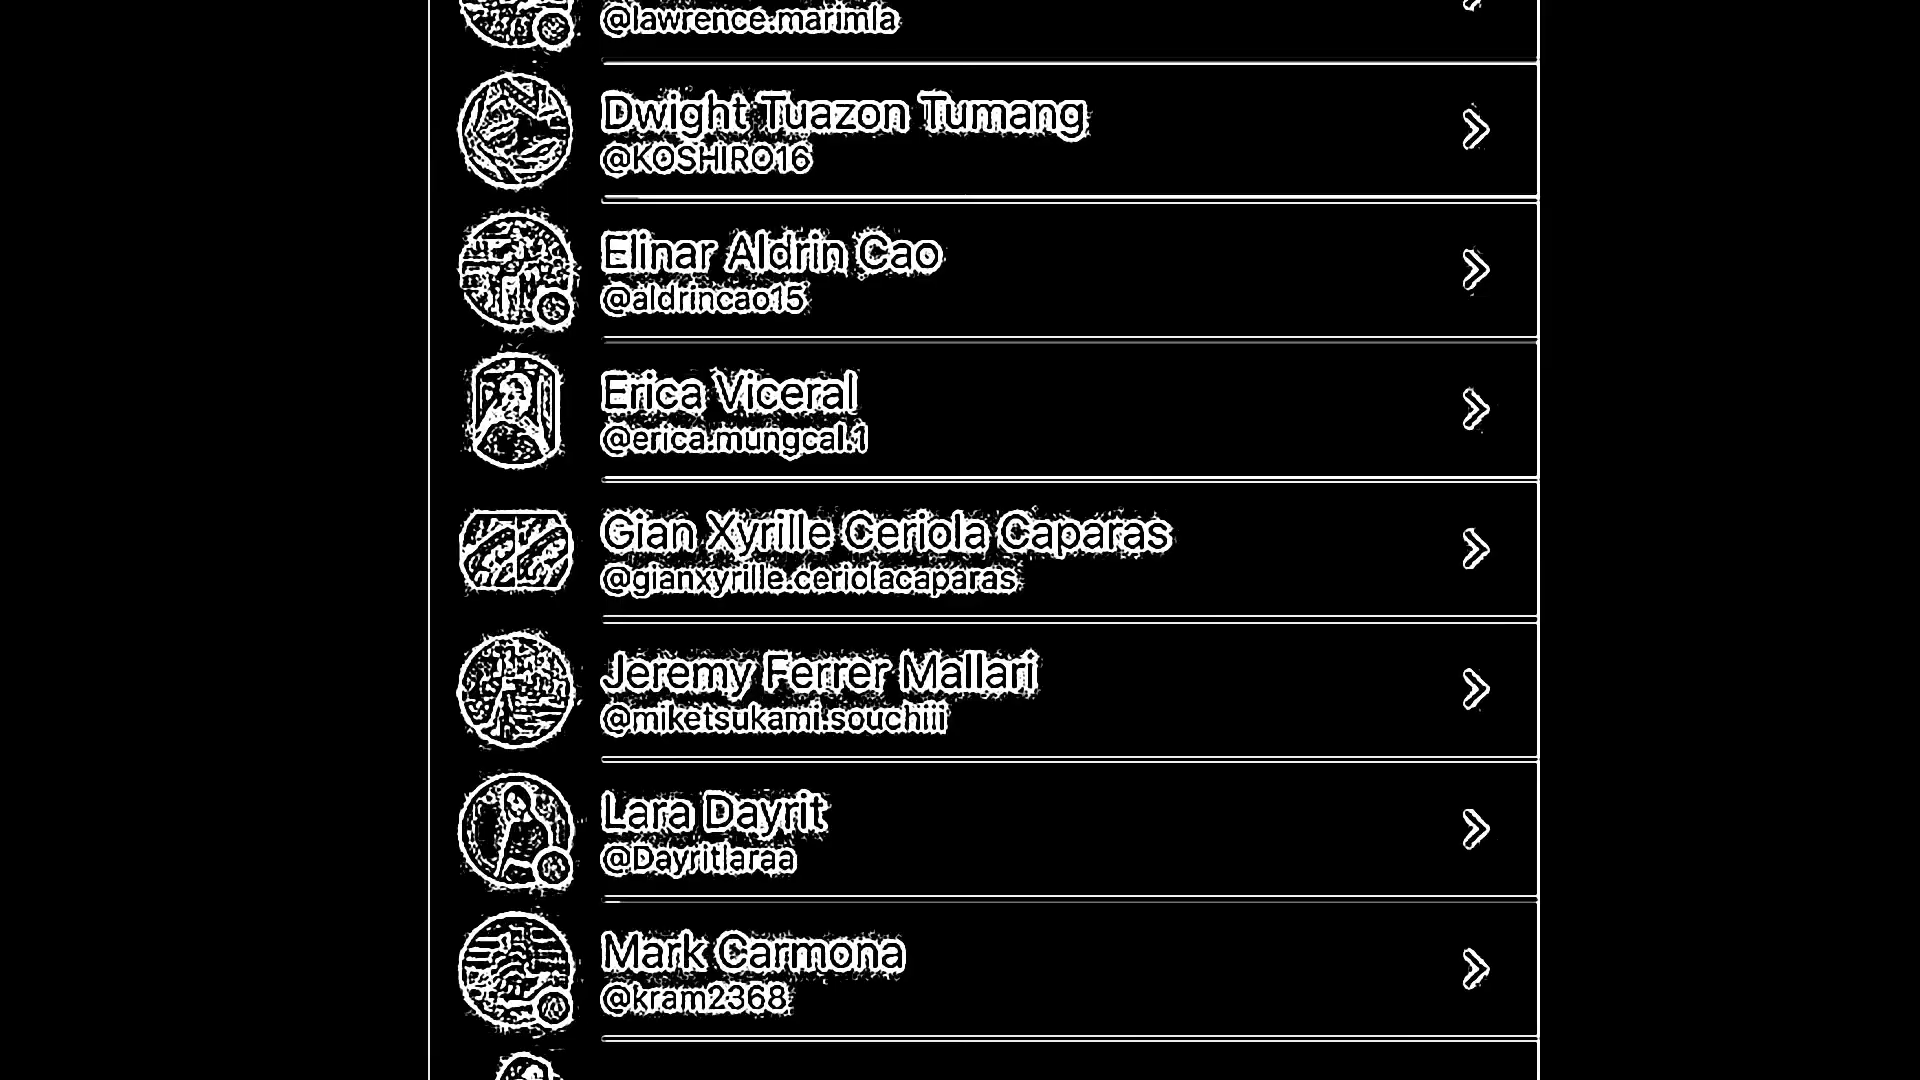 @lawrence.marimla
Dwight Tuazon Tumang
@KOSHIRO16
Elinar Aldrin Cao
@aldrincao15
Erica Viceral
@erica.mungcal.1
Gian Xyrille Ceriola Caparas
@gianxyrille.ceriolacaparas
Jeremy Ferrer Mallari
@miketsukami.souchiii
Lara Dayrit
@Dayritlaraa
Mark Carmona
@kram2368